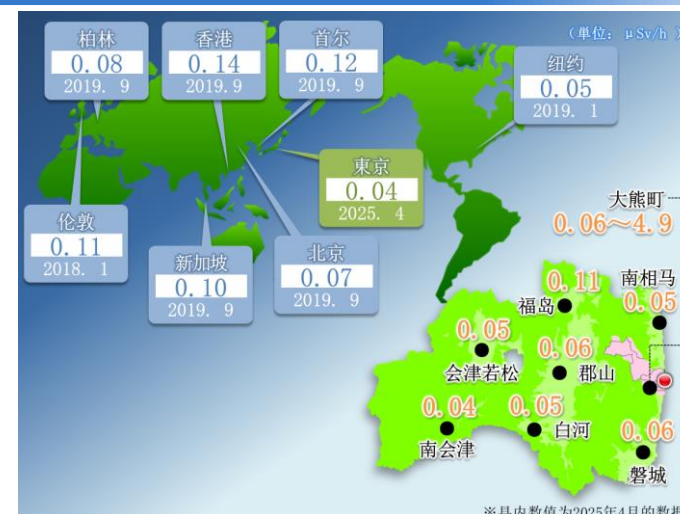 （単位： μSv/h ）
柏林
0.08
2019. 9
香港
0.14
2019.9
首尔
0.12
2019. 9
纽约
0.05
2019. 1
東京
0.04
2025. 4
伦敦
0.11
2018. 1
新加坡
0.10
2019. 9
北京
0.07
2019. 9
大熊町
0.06～4.9
0.11
福岛
南相马
0.05
0.05
会津若松
0.06
郡山
0.04
南会津
0.05
白河
0.06
磐城
※县内数值为2025年4月的数据